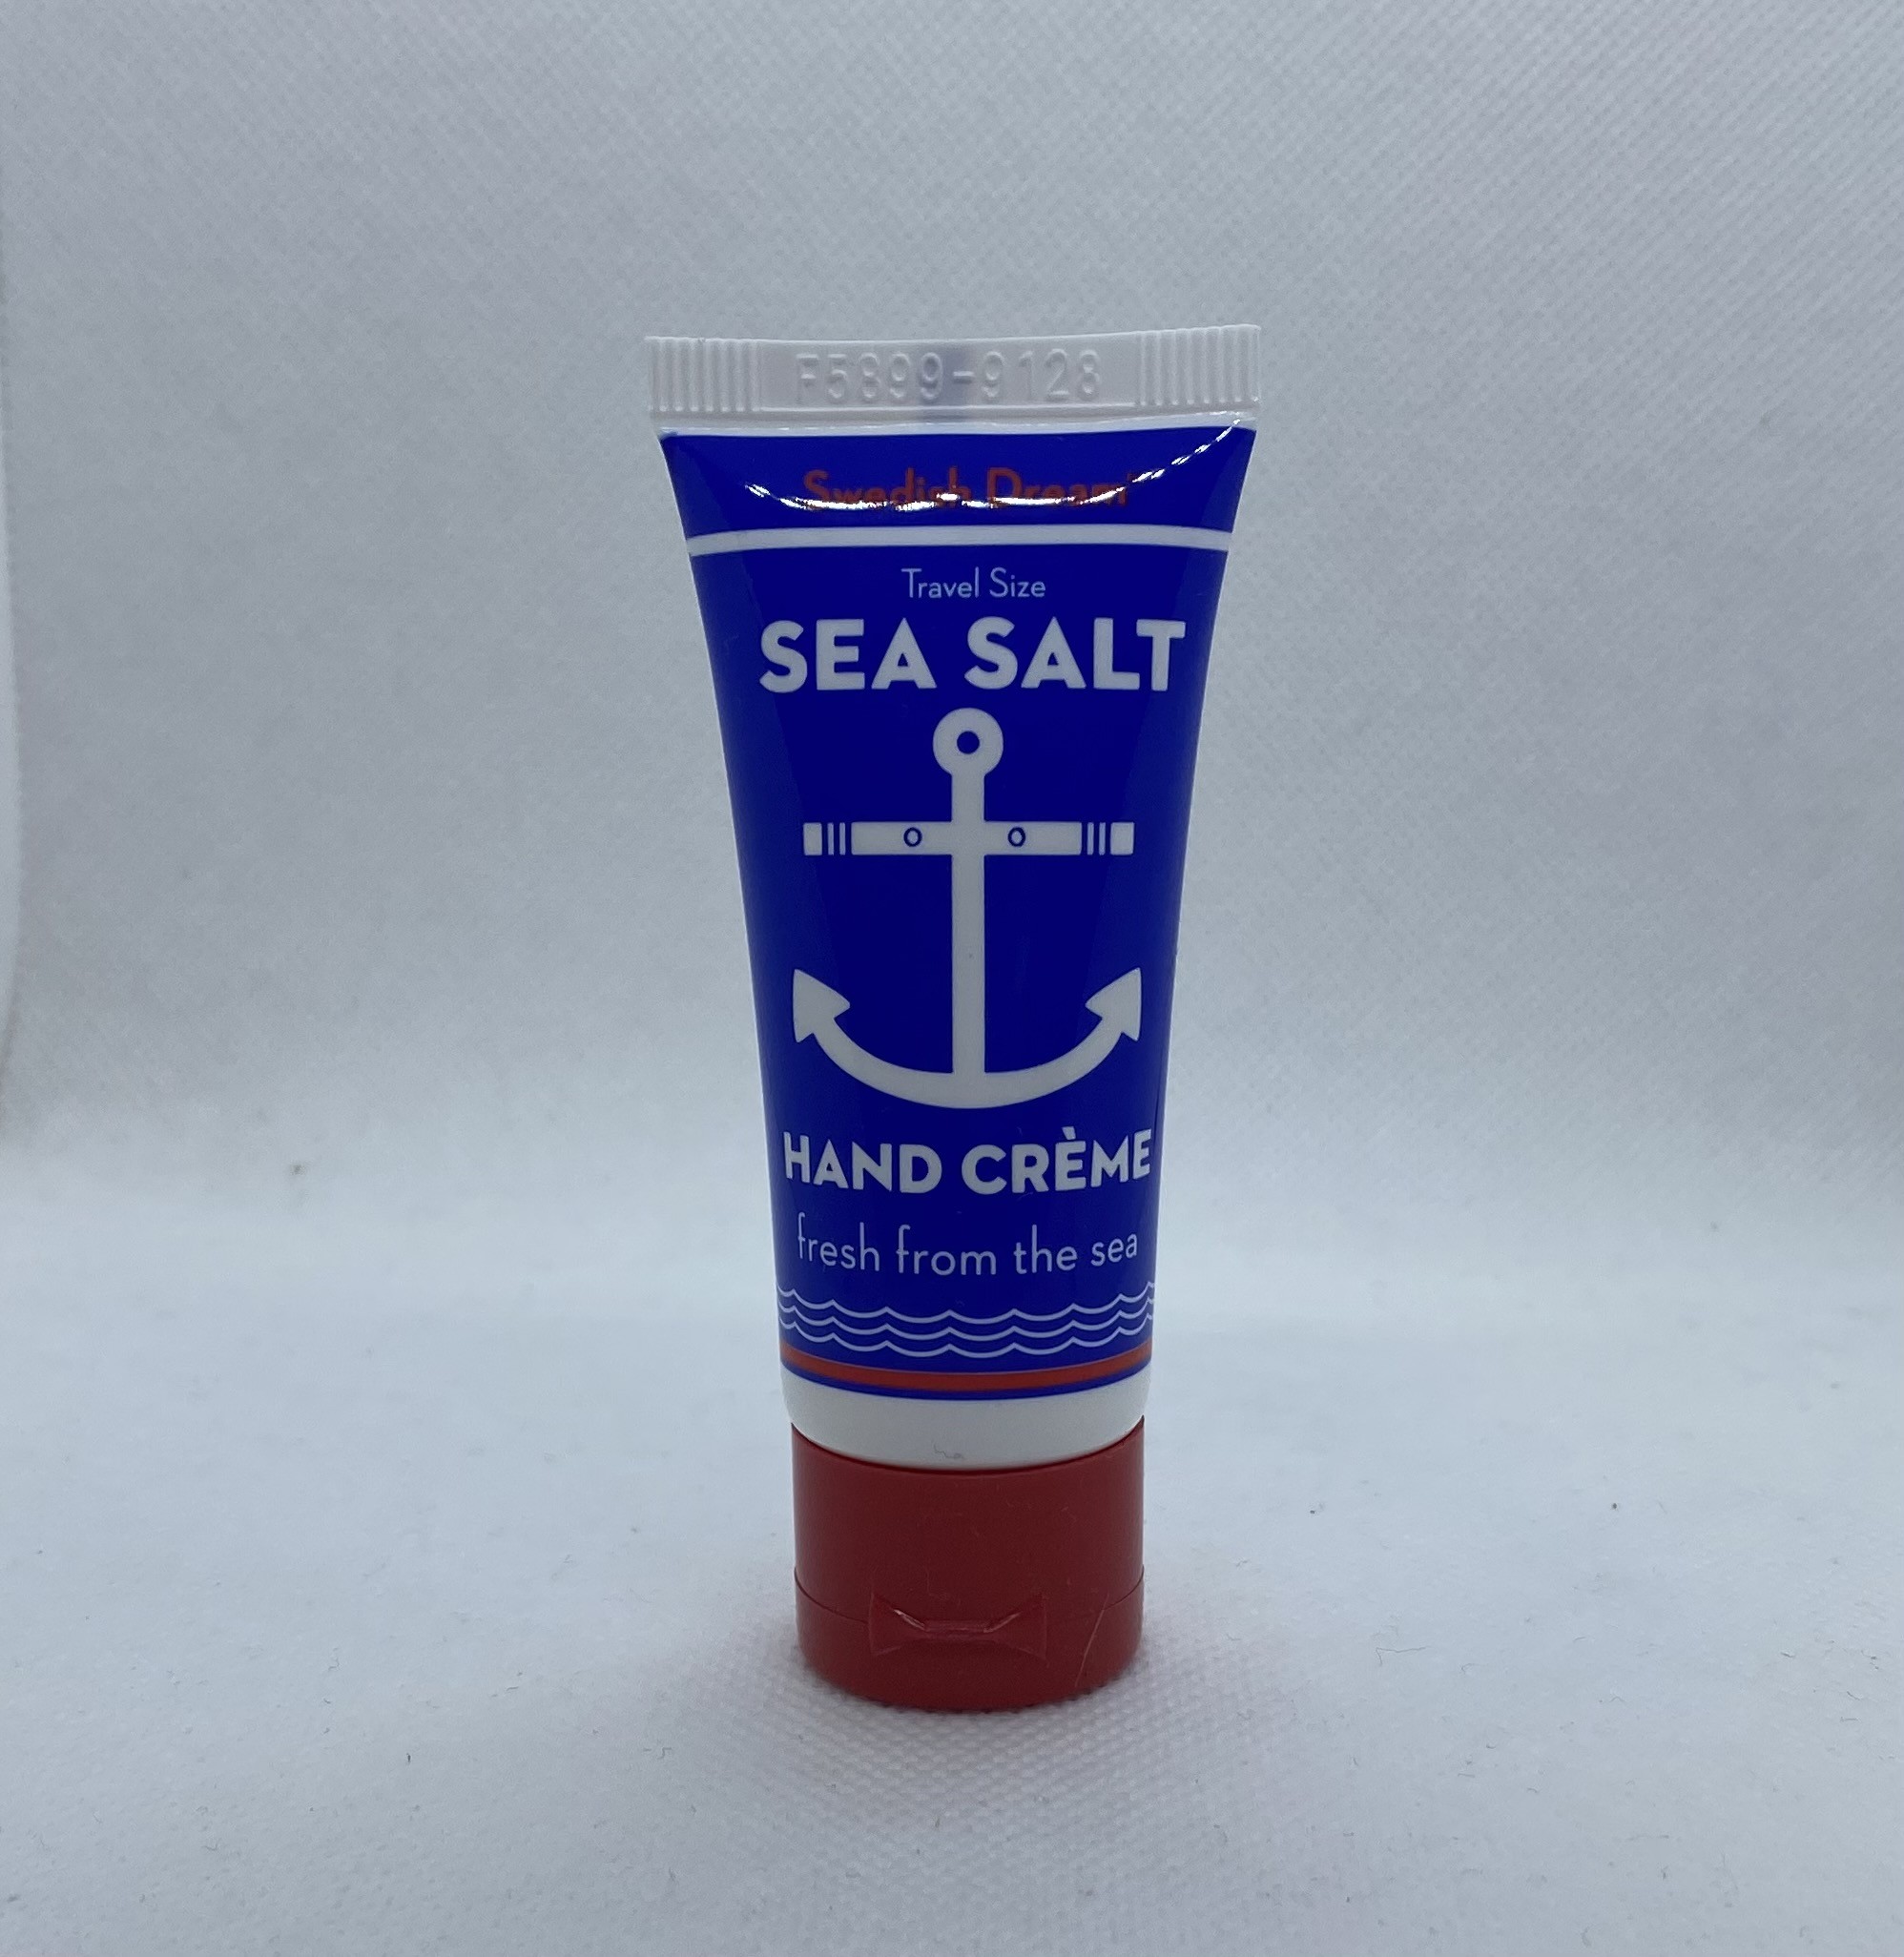 F5899-9128
Swedish Dream®
Travel Size
SEA SALT
HAND CRÈME
fresh from the sea